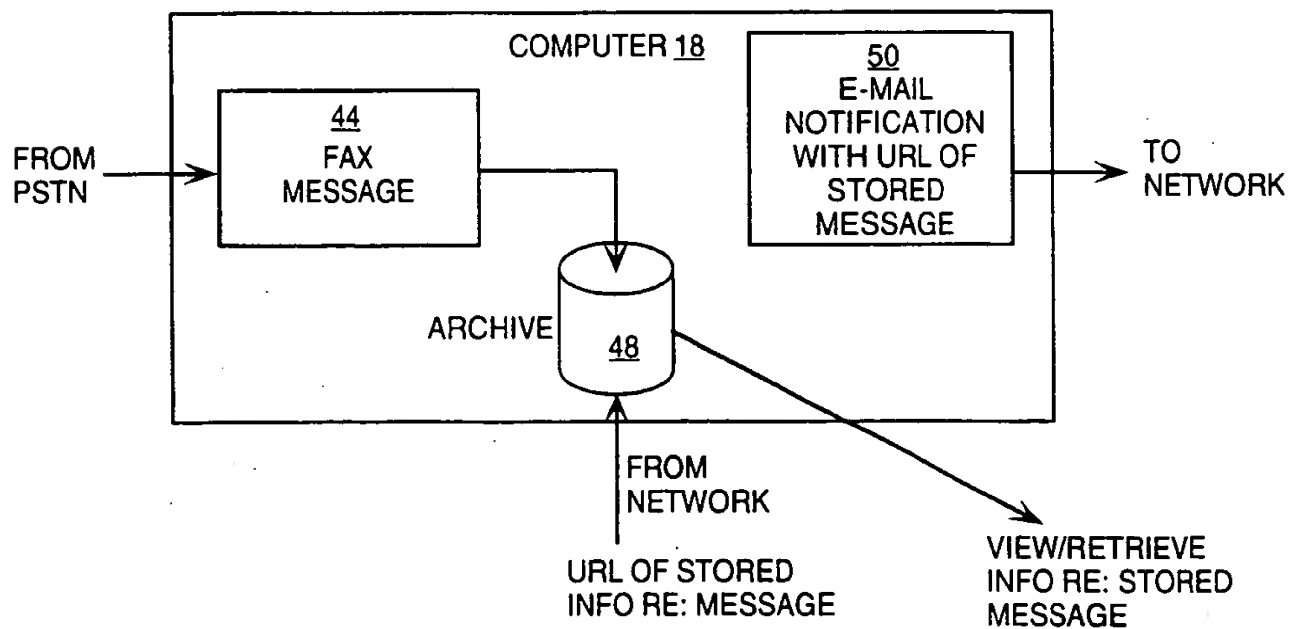 COMPUTER 18
44
FAX
MESSAGE
50
E-MAIL
NOTIFICATION
WITH URL OF
STORED
MESSAGE
FROM
PSTN
TO
NETWORK
ARCHIVE
48
FROM
NETWORK
URL OF STORED
INFO RE: MESSAGE
VIEW/RETRIEVE
INFO RE: STORED
MESSAGE